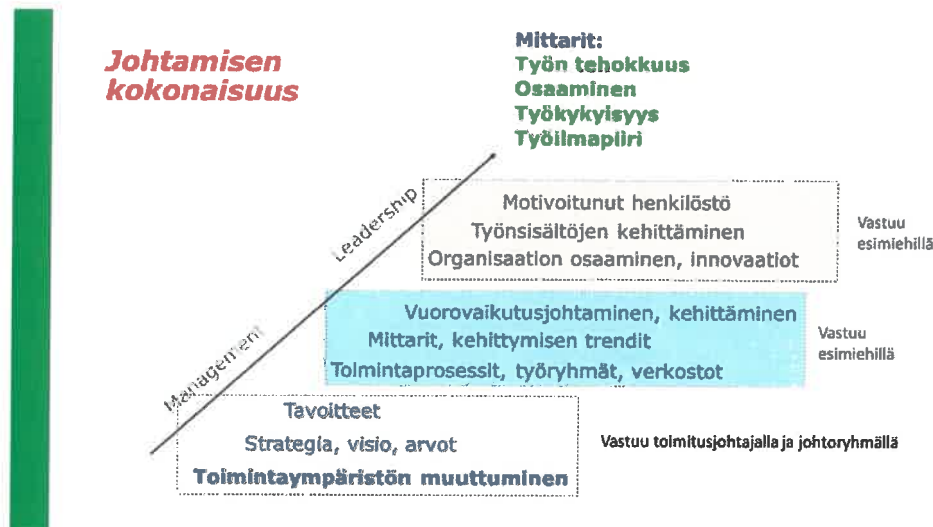 Johtamisen
kokonaisuus
Mittarit:
Työn tehokkuus
Osaaminen
Työkykyisyys
Työilmapiiri
Leadership
Management
Motivoitunut henkilöstö
Työnsisältöjen kehittäminen
Organisaation osaaminen, innovaatiot
Vastuu
esimiehillä
Vuorovaikutusjohtaminen, kehittäminen
Mittarit, kehittymisen trendit
Toimintaprosessit, työryhmät, verkostot
Vastuu
esimiehillä
Tavoitteet
Strategia, visio, arvot
Toimintaympäristön muuttuminen
Vastuu toimitusjohtajalla ja johtoryhmällä